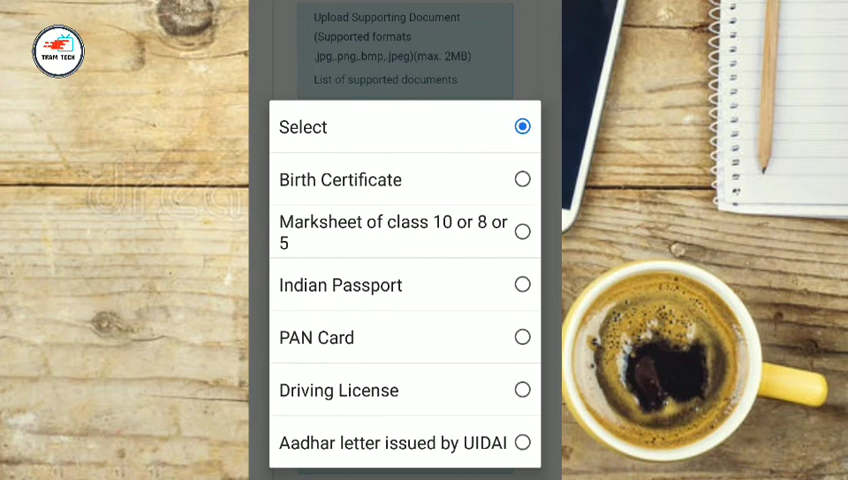 TRAM TECH
Upload Supporting Document
(Supported formats
.jpg,.png,.bmp,.jpeg)(max. 2MB)
List of supported documents
Select
Birth Certificate
Marksheet of class 10 or 8 or
5
Indian Passport
PAN Card
Driving License
Aadhar letter issued by UIDAI